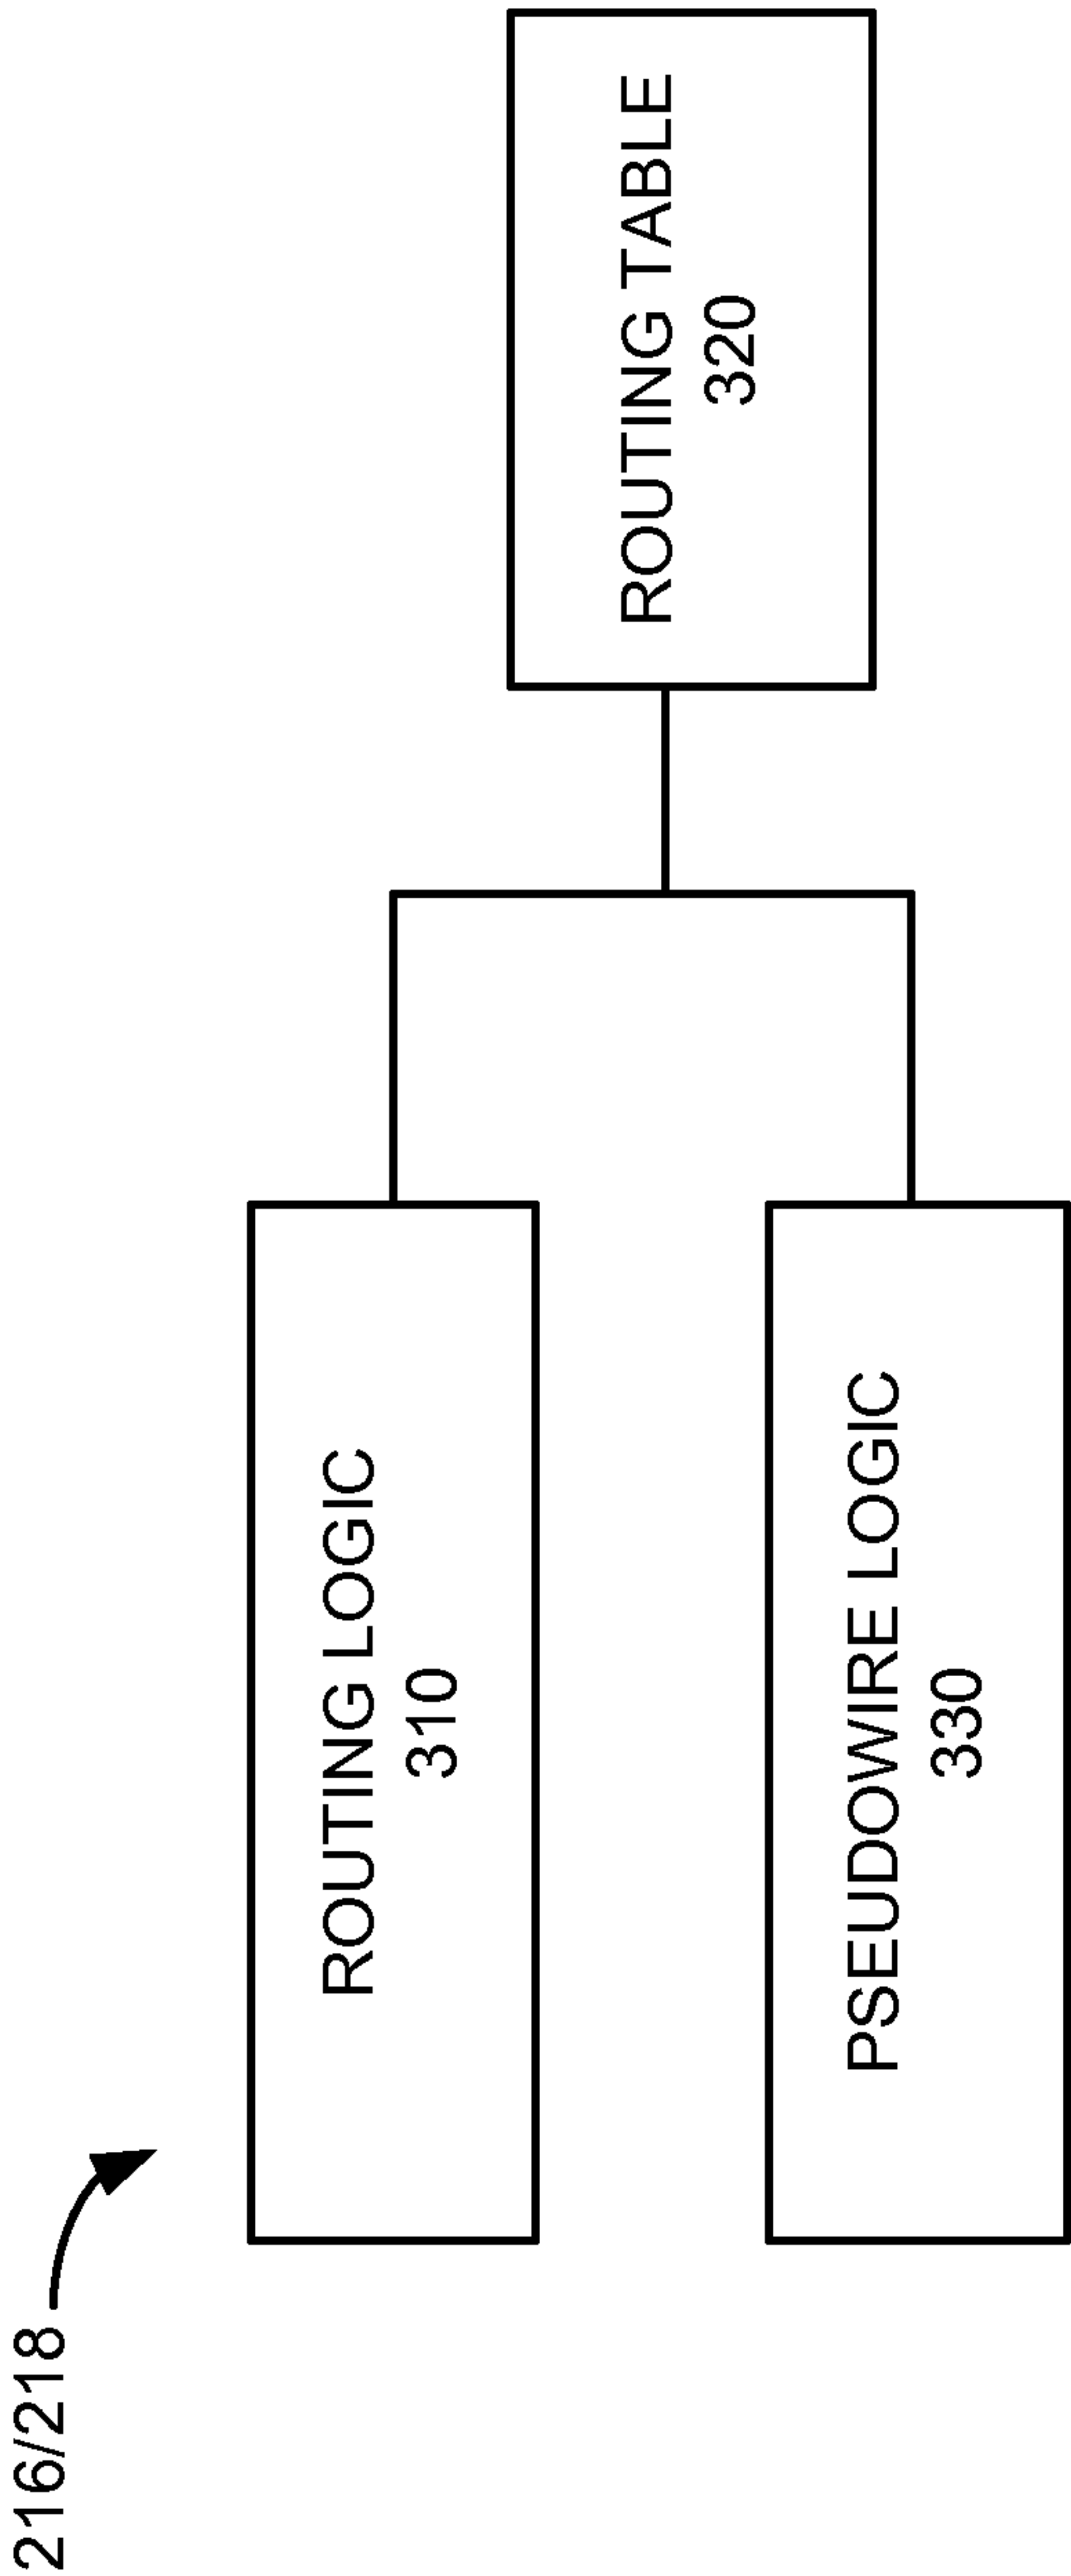 216/218
ROUTING LOGIC
310
PSEUDOWIRE LOGIC
330
ROUTING TABLE
320